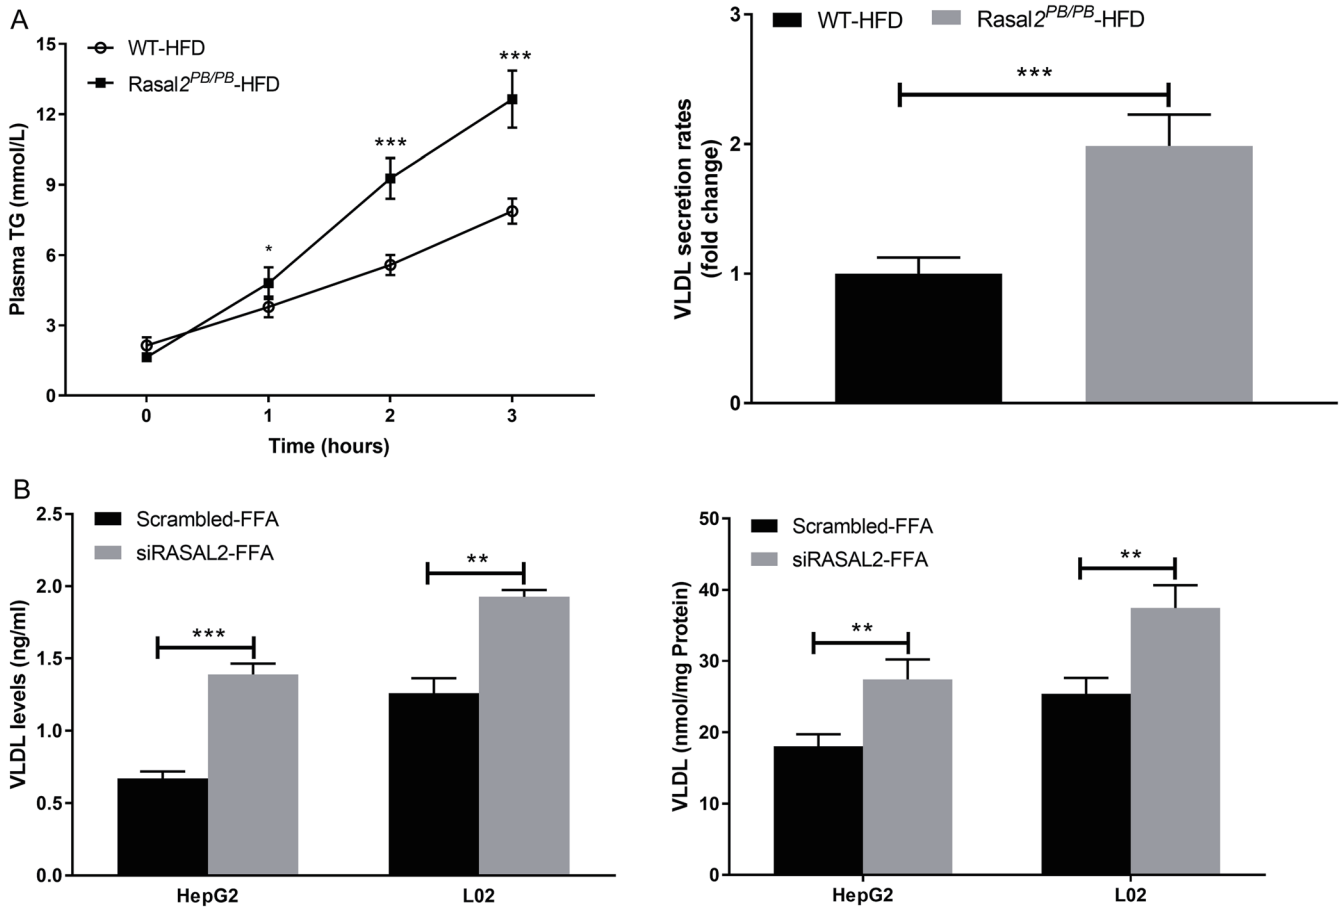 A
WT-HFD
Rasal2PB/PB-HFD
Plasma TG (mmol/L)
15
12
9
6
3
0
*
***
***
0 1 2 3
Time (hours)
WT-HFD Rasal2PB/PB-HFD
VLDL secretion rates
(fold change)
3
2
1
0
***
B
Scrambled-FFA
siRASAL2-FFA
VLDL levels (ng/ml)
2.5
2.0
1.5
1.0
0.5
0.0
***
**
HepG2 L02
Scrambled-FFA
siRASAL2-FFA
VLDL (nmol/mg Protein)
50
40
30
20
10
0
**
**
HepG2 L02